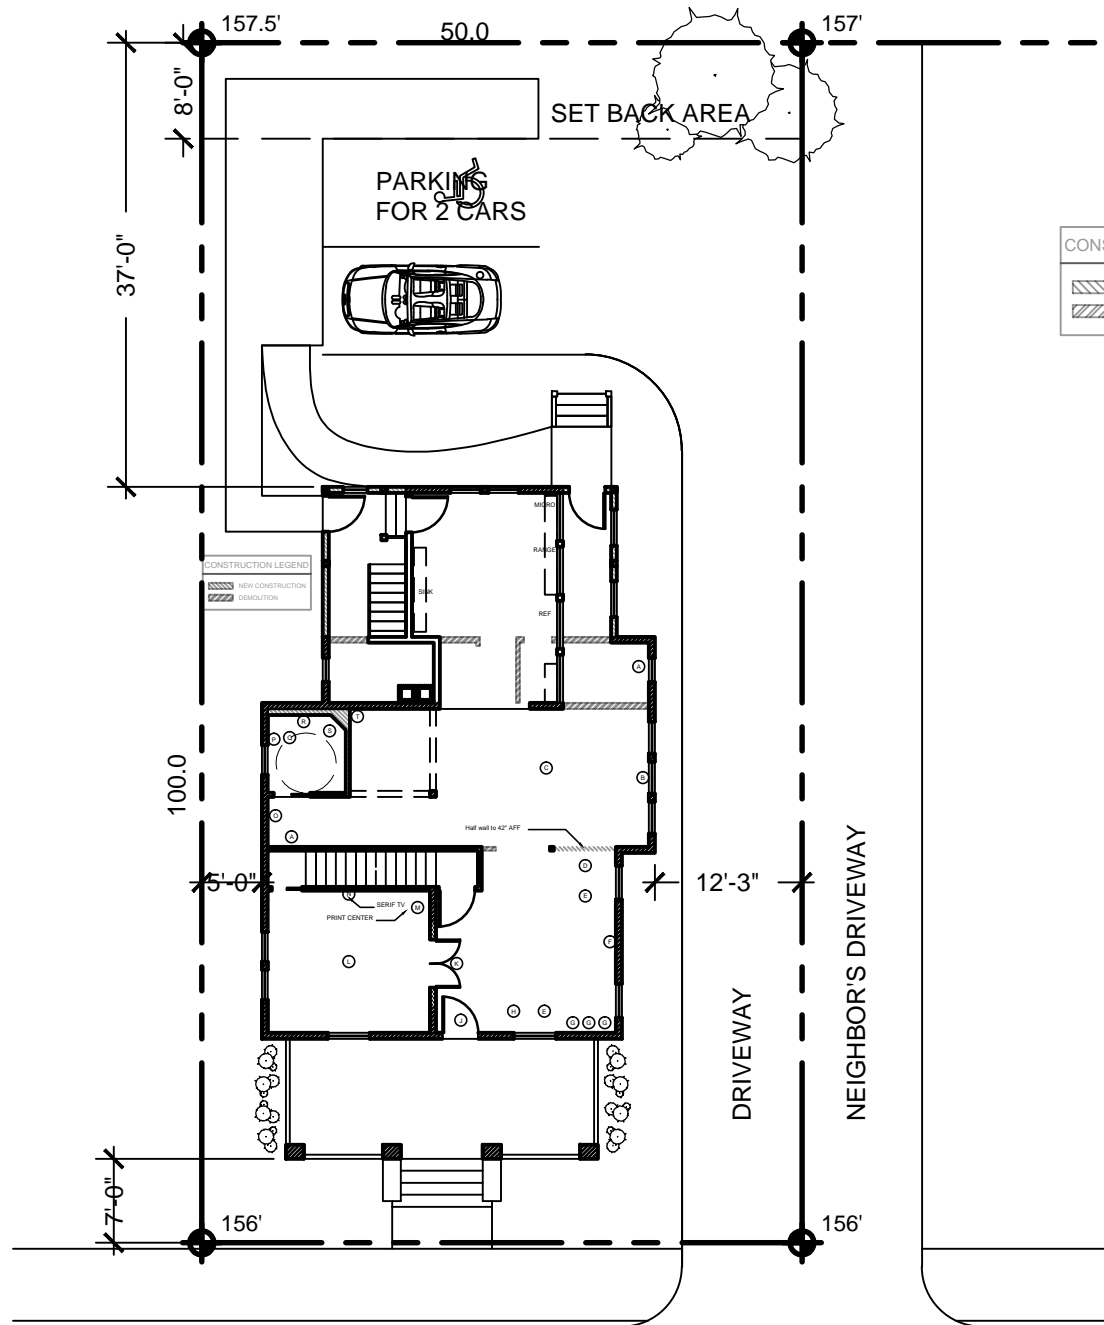 157.5'
50.0
157'
8'-0"
SET BACK AREA
PARKING
FOR 2 CARS
37'-0"
CONS
MICRO
RANGE
CONSTRUCTION LEGEND
NEW CONSTRUCTION
DEMOLITION
SINK
REF
A
R
T
P
Q
S
C
B
100.0
O
A
Half wall to 42" AFF
D
5'-0"
12'-3"
E
N
SERIF TV
M
PRINT CENTER
F
L
K
H
E
J
G
G
G
DRIVEWAY
NEIGHBOR'S DRIVEWAY
7'-0"
156'
156'